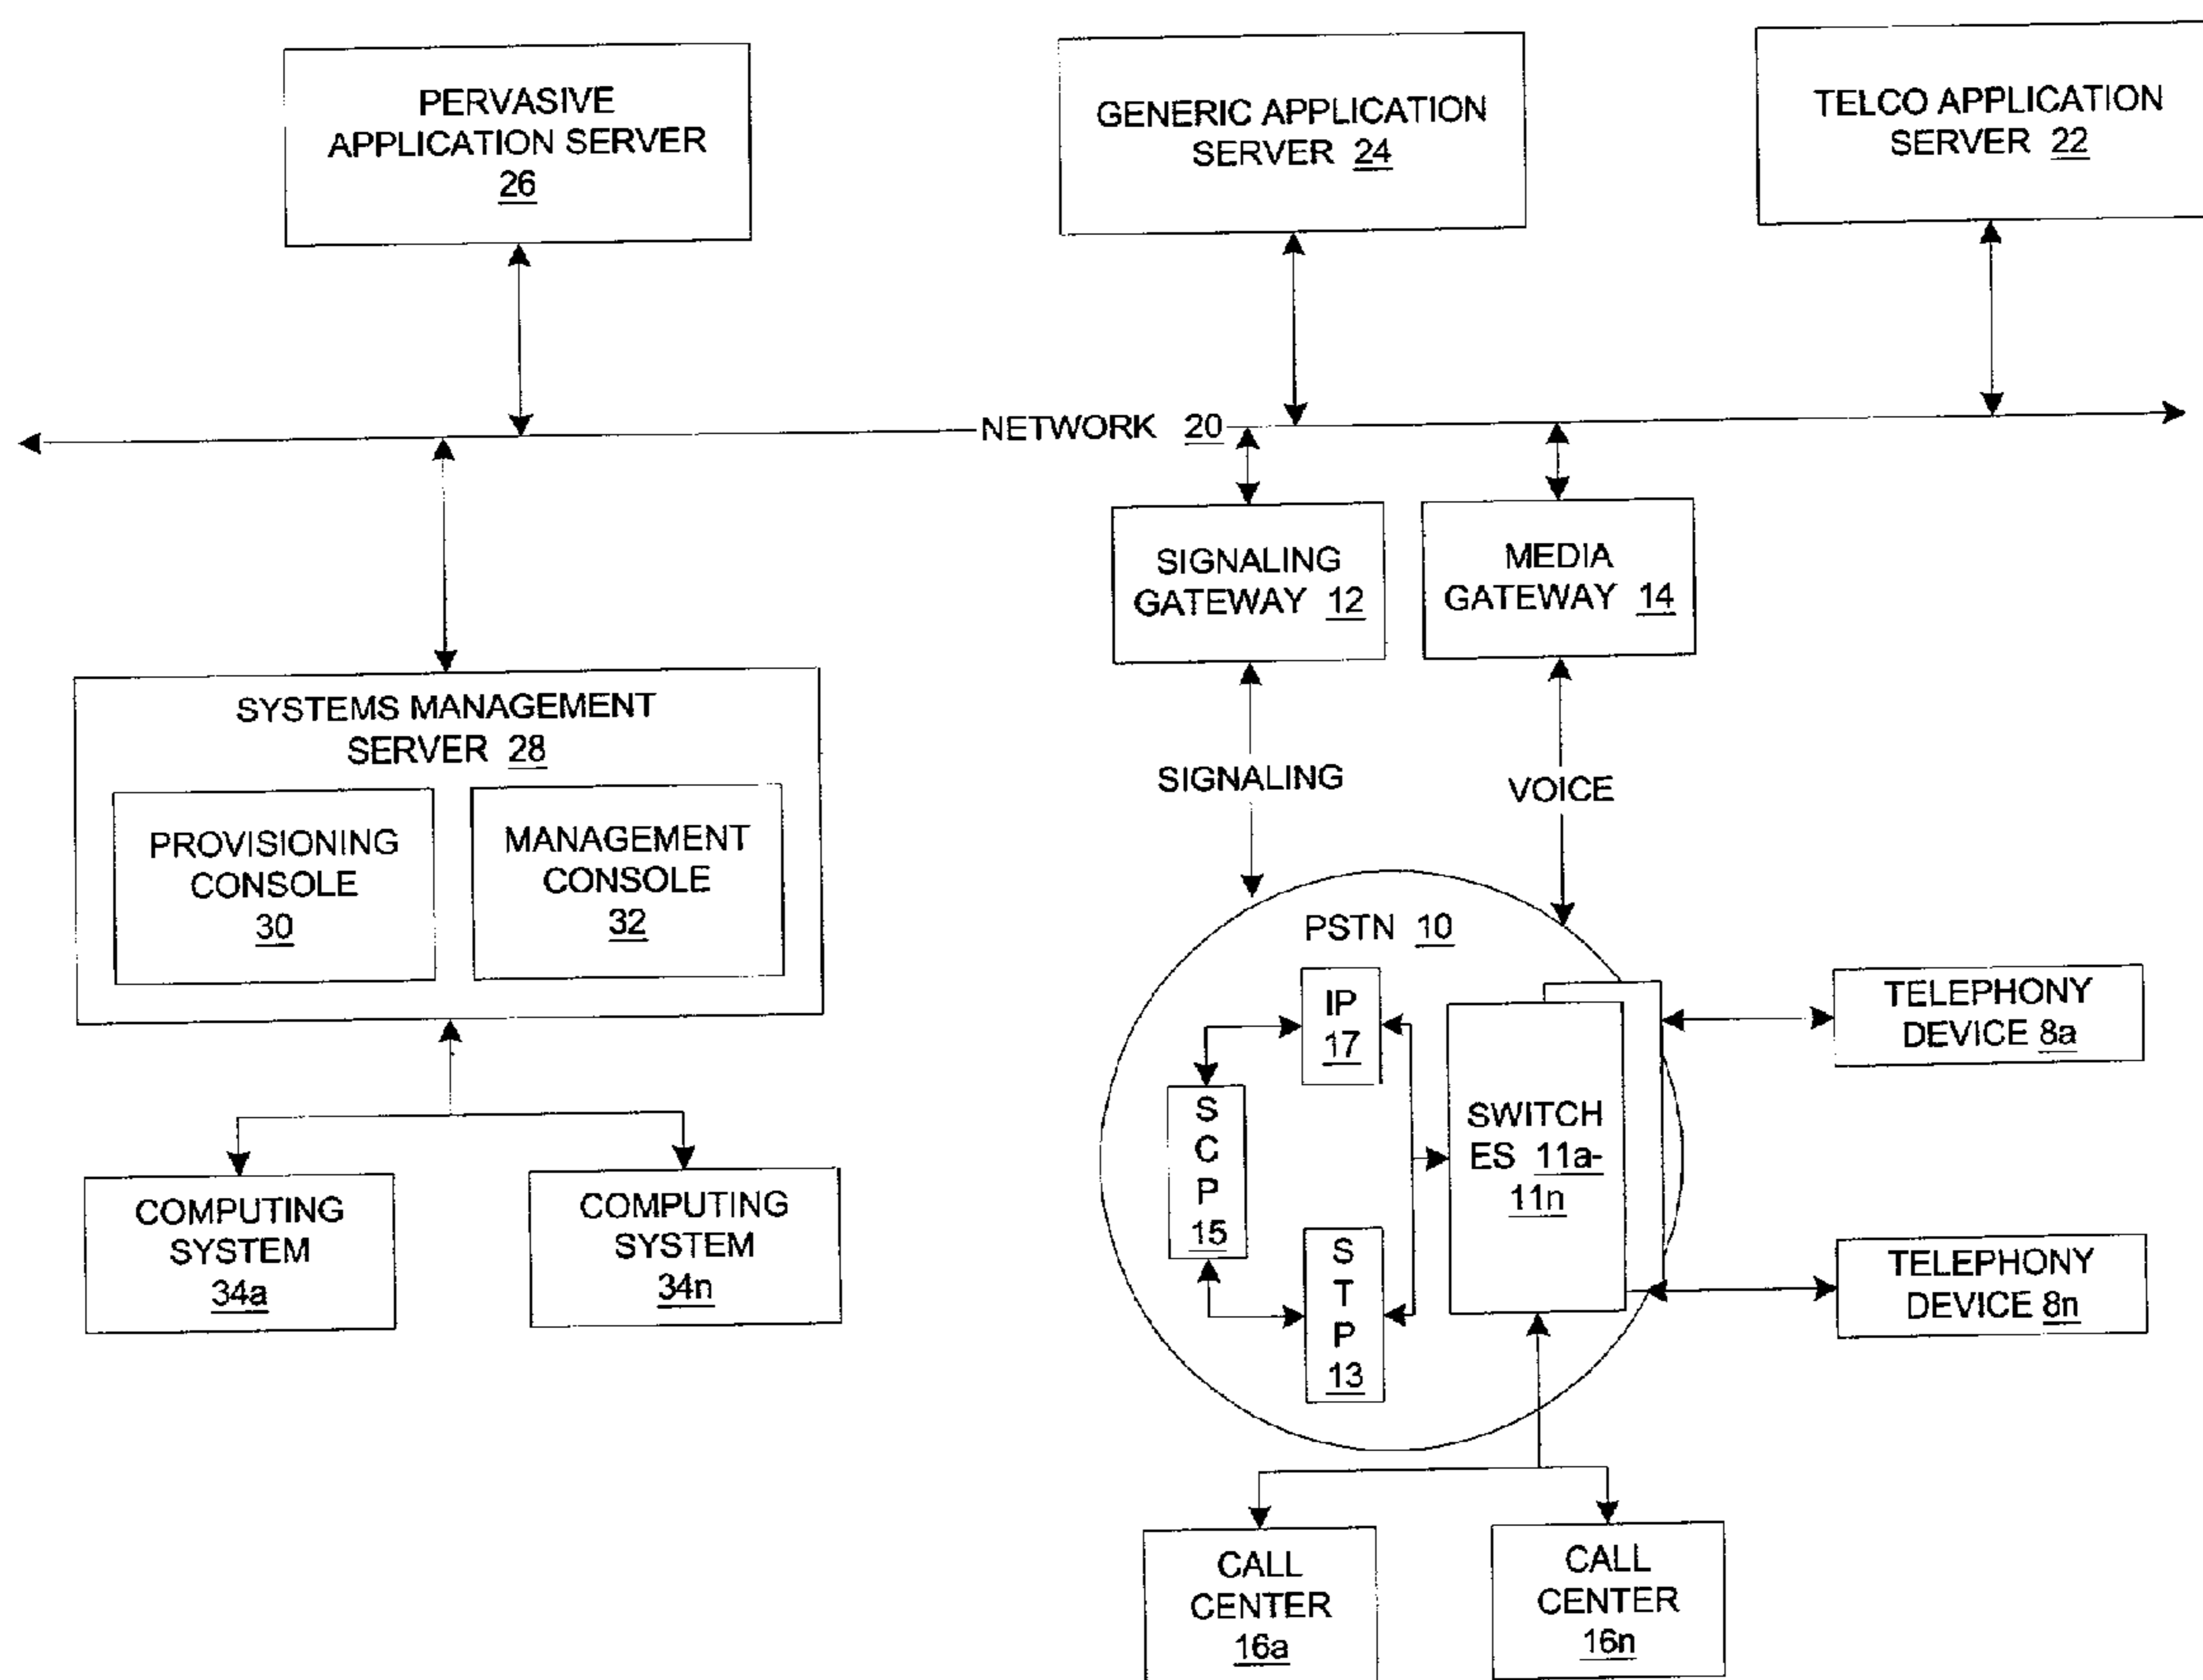 PERVASIVE
APPLICATION SERVER
26
GENERIC APPLICATION
SERVER 24
TELCO APPLICATION
SERVER 22
NETWORK 20
SIGNALING
GATEWAY 12
MEDIA
GATEWAY 14
SYSTEMS MANAGEMENT
SERVER 28
PROVISIONING
CONSOLE
30
MANAGEMENT
CONSOLE
32
SIGNALING
VOICE
PSTN 10
IP
17
S
C
P
15
S
T
P
13
SWITCH
ES 11a-
11n
TELEPHONY
DEVICE 8a
TELEPHONY
DEVICE 8n
COMPUTING
SYSTEM
34a
COMPUTING
SYSTEM
34n
CALL
CENTER
16a
CALL
CENTER
16n